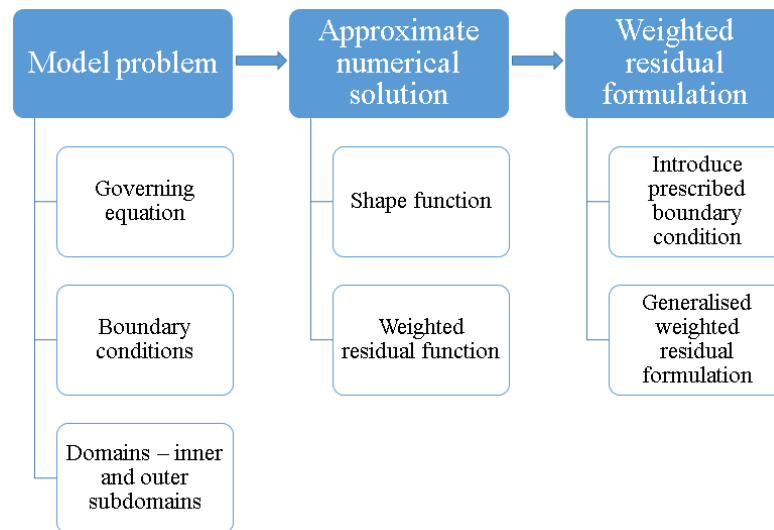 Model problem
Governing
equation
Boundary
conditions
Domains – inner
and outer
subdomains
Approximate
numerical
solution
Shape function
Weighted
residual function
Weighted
residual
formulation
Introduce
prescribed
boundary
condition
Generalised
weighted
residual
formulation